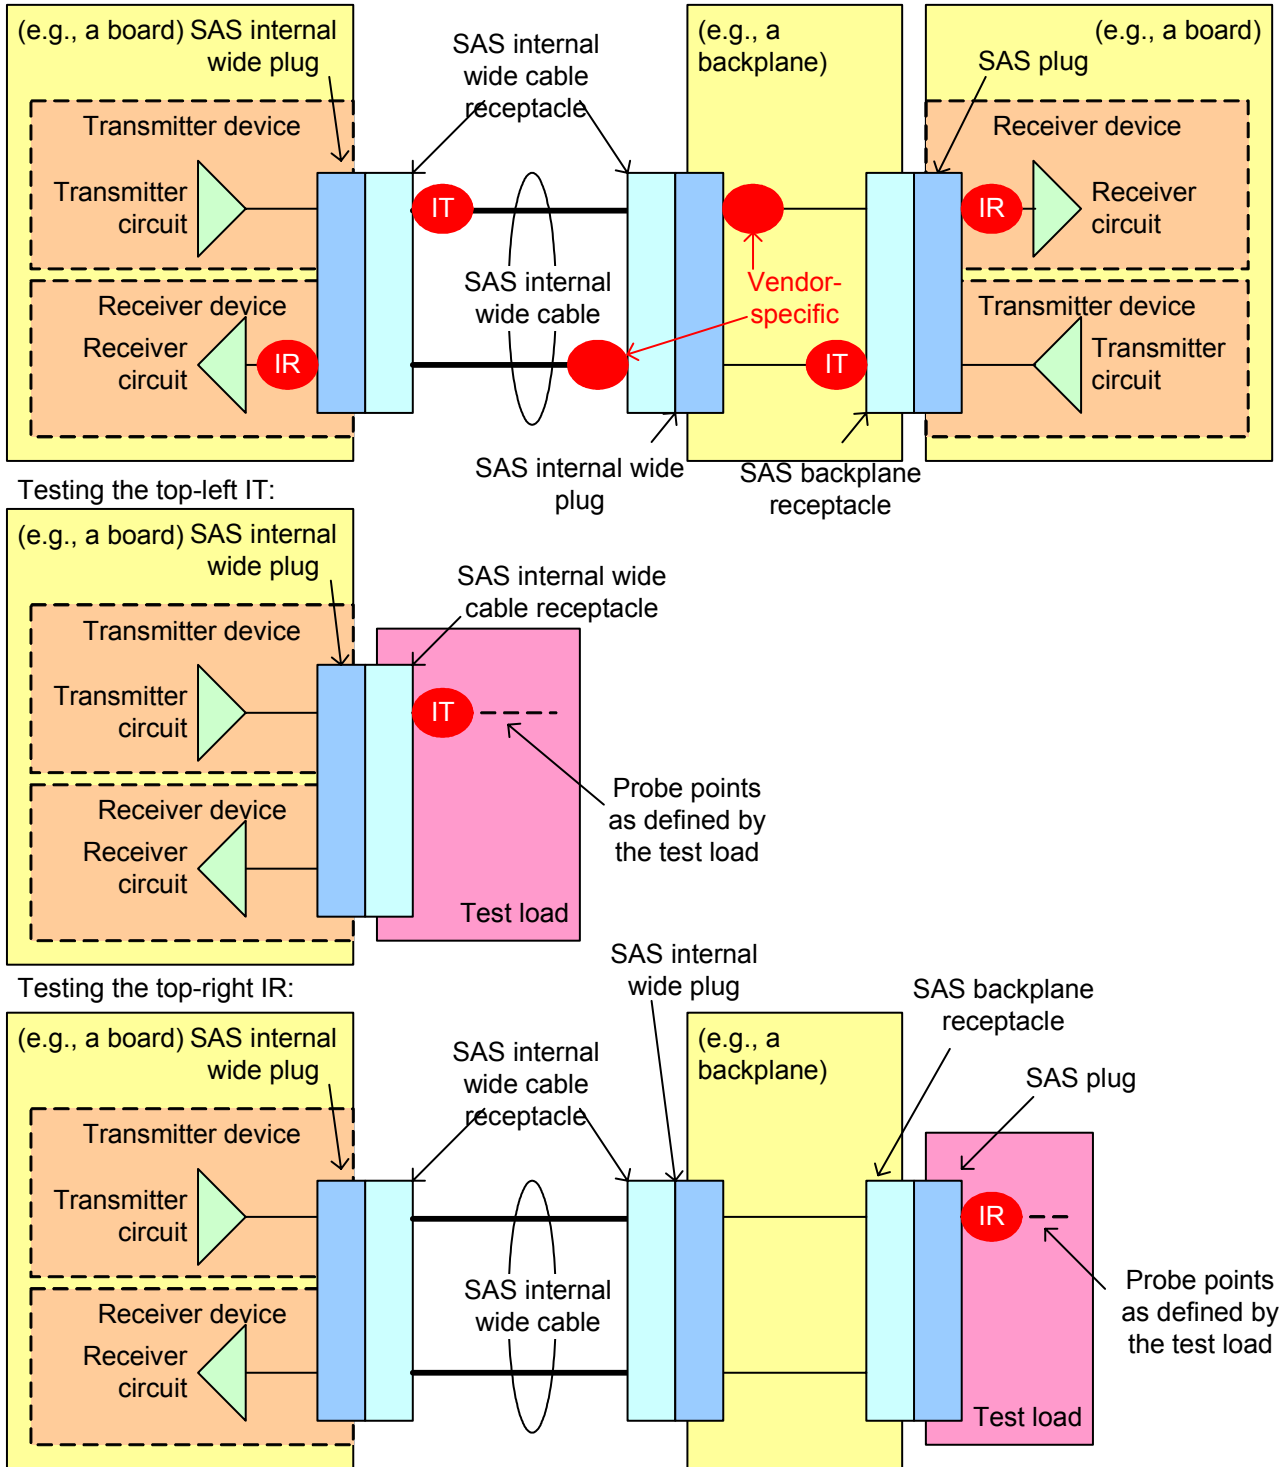 (e.g., a board) SAS internal
wide plug
SAS internal
wide cable
receptacle
(e.g., a
backplane)
(e.g., a board)
SAS plug
Transmitter device
Transmitter
circuit
IT
Receiver device
IR
Receiver
circuit
SAS internal
wide cable
Vendor-
specific
Receiver device
Receiver
circuit
IR
IT
Transmitter device
Transmitter
circuit
SAS internal wide
plug
SAS backplane
receptacle
Testing the top-left IT:
(e.g., a board) SAS internal
wide plug
SAS internal wide
cable receptacle
Transmitter device
Transmitter
circuit
IT
Probe points
as defined by
the test load
Receiver device
Receiver
circuit
Test load
Testing the top-right IR:
SAS internal
wide plug
SAS backplane
receptacle
(e.g., a board) SAS internal
wide plug
SAS internal
wide cable
receptacle
(e.g., a
backplane)
SAS plug
Transmitter device
Transmitter
circuit
IR
SAS internal
wide cable
Probe points
as defined by
the test load
Receiver device
Receiver
circuit
Test load